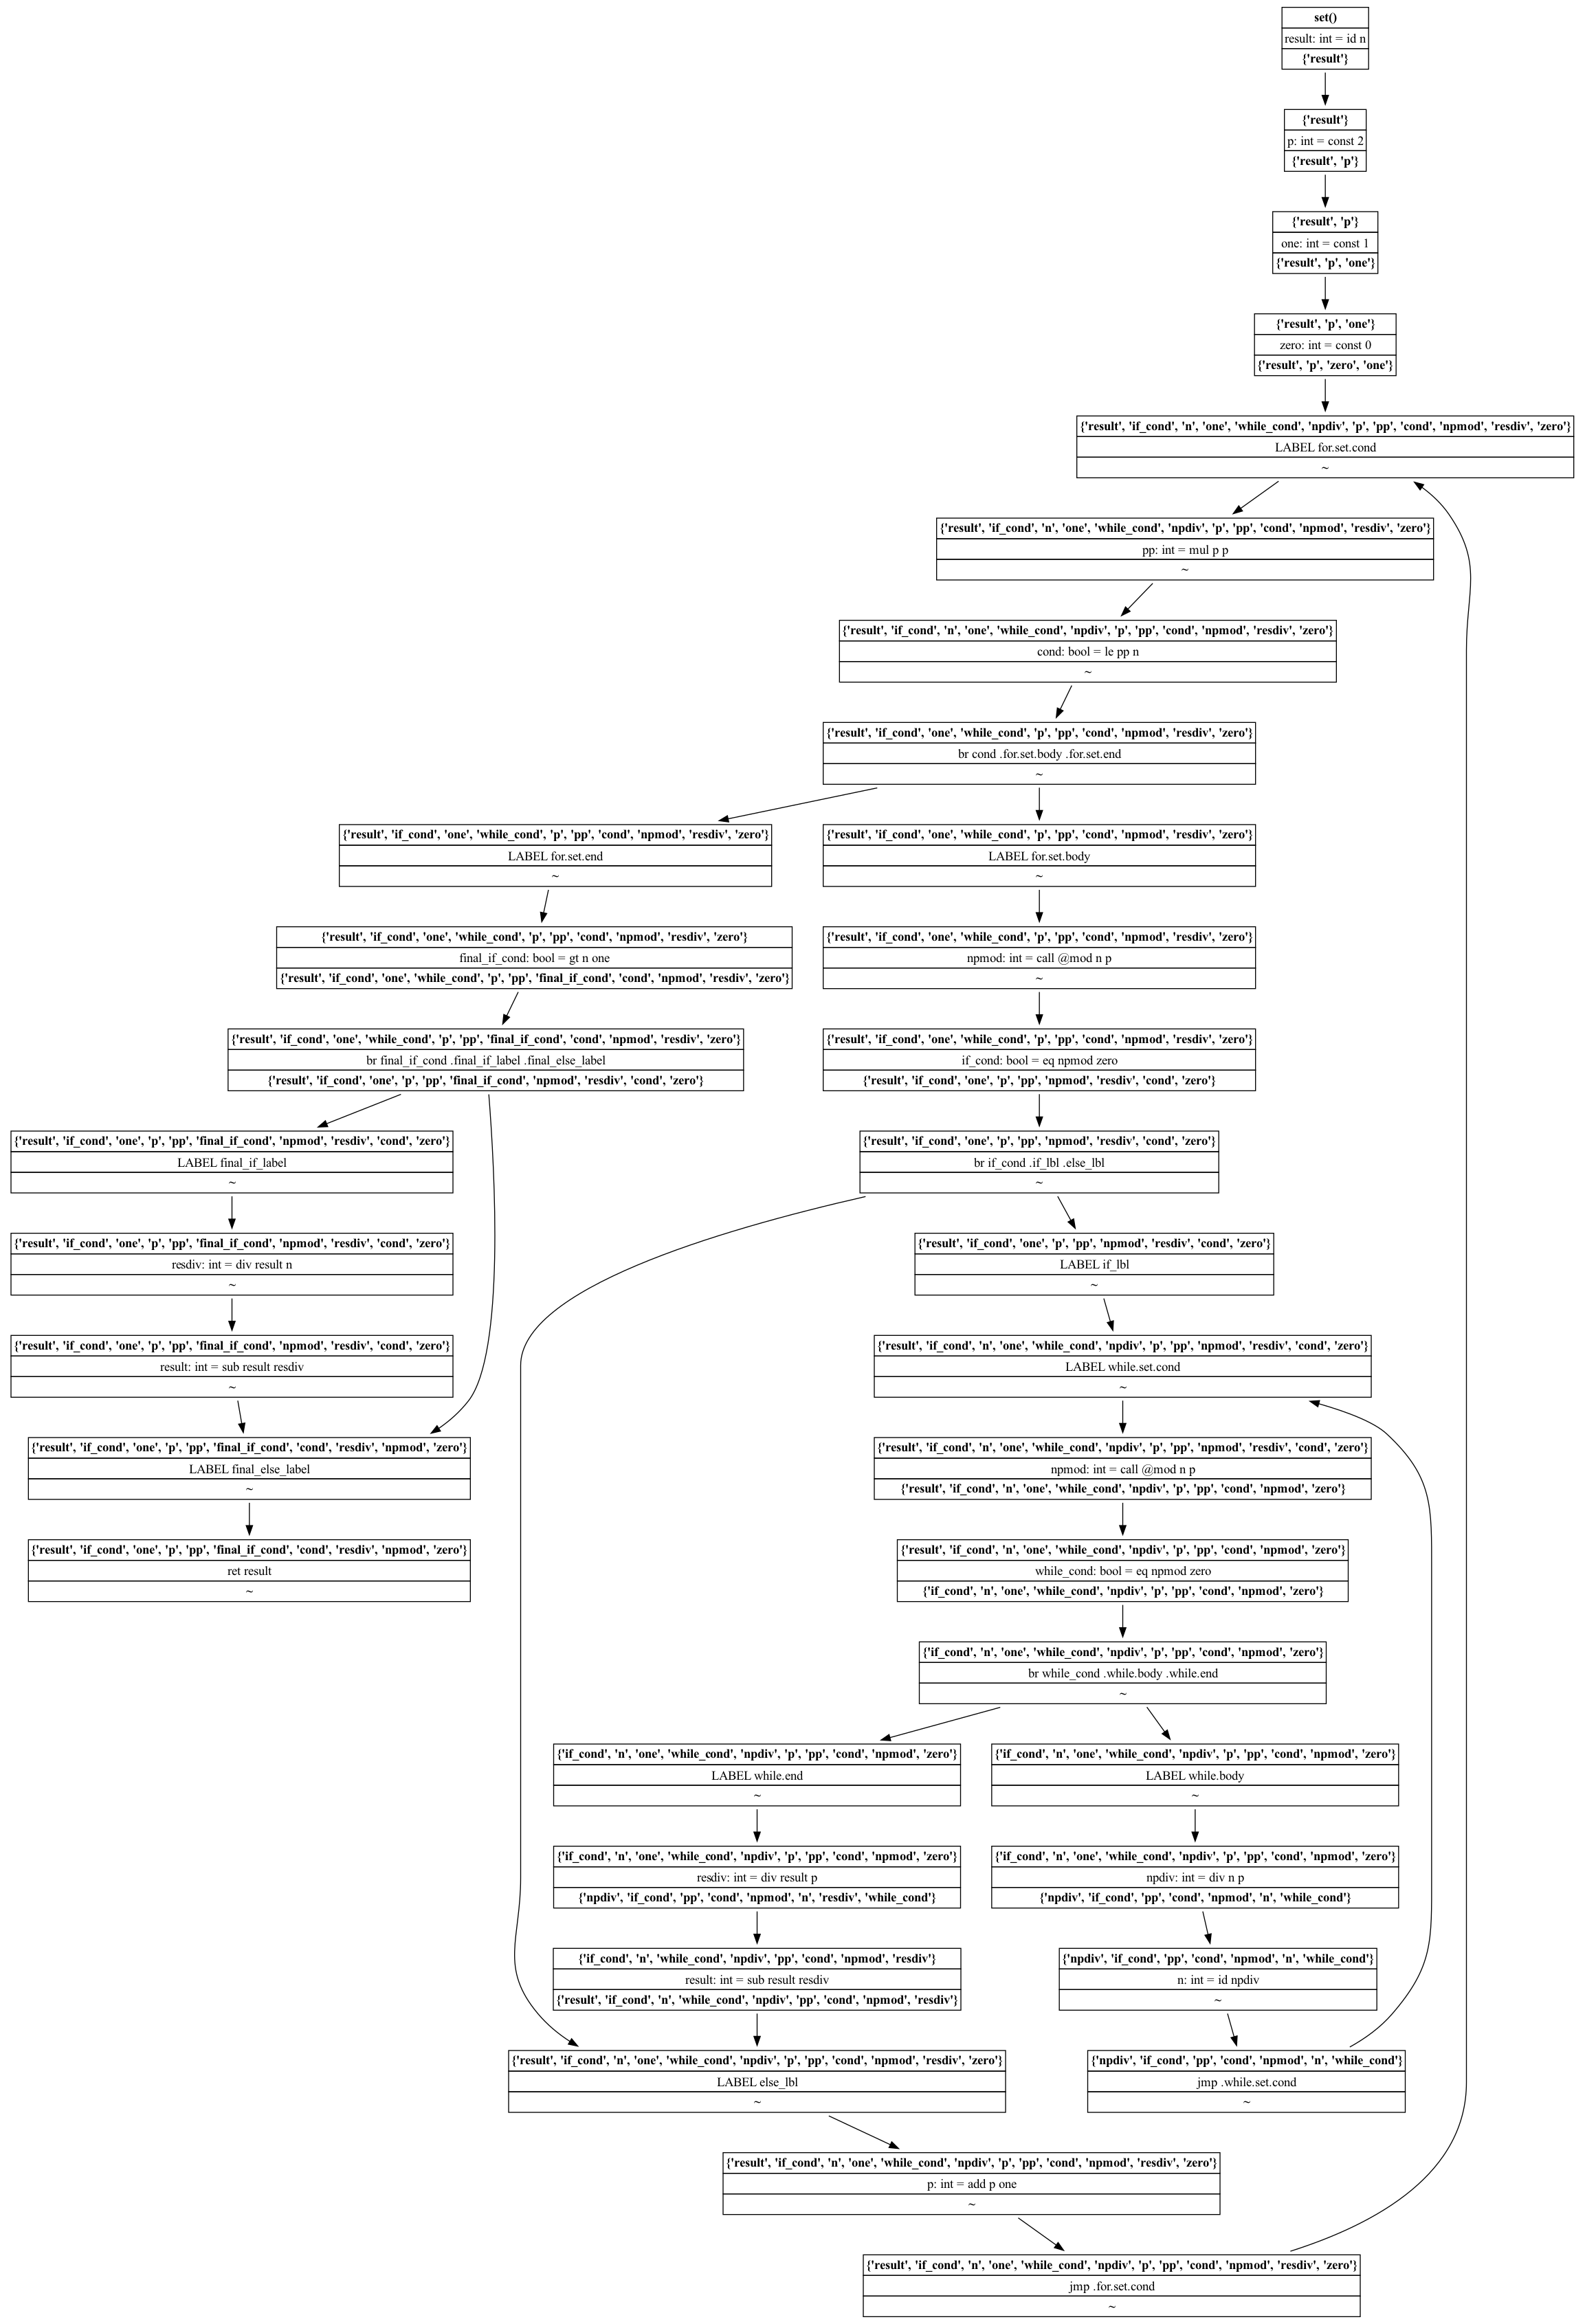 set()
result: int = id n
{'result'}
{'result'}
p: int = const 2
{'result', 'p'}
{'result', 'p'}
one: int = const 1
{'result', 'p', 'one'}
{'result', 'p', 'one'}
zero: int = const 0
{'result', 'p', 'zero', 'one'}
{'result', 'if_cond', 'n', 'one', 'while_cond', 'npdiv', 'p', 'pp', 'cond', 'npmod', 'resdiv', 'zero'}
LABEL for.set.cond
~
{'result', 'if_cond', 'n', 'one', 'while_cond', 'npdiv', 'p', 'pp', 'cond', 'npmod', 'resdiv', 'zero'}
pp: int = mul p p
~
{'result', 'if_cond', 'n', 'one', 'while_cond', 'npdiv', 'p', 'pp', 'cond', 'npmod', 'resdiv', 'zero'}
cond: bool = le pp n
~
{'result', 'if_cond', 'one', 'while_cond', 'p', 'pp', 'cond', 'npmod', 'resdiv', 'zero'}
br cond .for.set.body .for.set.end
~
{'result', 'if_cond', 'one', 'while_cond', 'p', 'pp', 'cond', 'npmod', 'resdiv', 'zero'}
LABEL for.set.end
~
{'result', 'if_cond', 'one', 'while_cond', 'p', 'pp', 'cond', 'npmod', 'resdiv', 'zero'}
LABEL for.set.body
~
{'result', 'if_cond', 'one', 'while_cond', 'p', 'pp', 'cond', 'npmod', 'resdiv', 'zero'}
final_if_cond: bool = gt n one
{'result', 'if_cond', 'one', 'while_cond', 'p', 'pp', 'final_if_cond', 'cond', 'npmod', 'resdiv', 'zero'}
{'result', 'if_cond', 'one', 'while_cond', 'p', 'pp', 'cond', 'npmod', 'resdiv', 'zero'}
npmod: int = call @mod n p
~
{'result', 'if_cond', 'one', 'while_cond', 'p', 'pp', 'final_if_cond', 'cond', 'npmod', 'resdiv', 'zero'}
br final_if_cond .final_if_label .final_else_label
{'result', 'if_cond', 'one', 'p', 'pp', 'final_if_cond', 'npmod', 'resdiv', 'cond', 'zero'}
{'result', 'if_cond', 'one', 'while_cond', 'p', 'pp', 'cond', 'npmod', 'resdiv', 'zero'}
if_cond: bool = eq npmod zero
{'result', 'if_cond', 'one', 'p', 'pp', 'npmod', 'resdiv', 'cond', 'zero'}
{'result', 'if_cond', 'one', 'p', 'pp', 'final_if_cond', 'npmod', 'resdiv', 'cond', 'zero'}
LABEL final_if_label
~
{'result', 'if_cond', 'one', 'p', 'pp', 'npmod', 'resdiv', 'cond', 'zero'}
br if_cond .if_lbl .else_lbl
~
{'result', 'if_cond', 'one', 'p', 'pp', 'final_if_cond', 'npmod', 'resdiv', 'cond', 'zero'}
resdiv: int = div result n
~
{'result', 'if_cond', 'one', 'p', 'pp', 'npmod', 'resdiv', 'cond', 'zero'}
LABEL if_lbl
~
{'result', 'if_cond', 'one', 'p', 'pp', 'final_if_cond', 'npmod', 'resdiv', 'cond', 'zero'}
result: int = sub result resdiv
~
{'result', 'if_cond', 'n', 'one', 'while_cond', 'npdiv', 'p', 'pp', 'npmod', 'resdiv', 'cond', 'zero'}
LABEL while.set.cond
~
{'result', 'if_cond', 'one', 'p', 'pp', 'final_if_cond', 'cond', 'resdiv', 'npmod', 'zero'}
LABEL final_else_label
~
{'result', 'if_cond', 'n', 'one', 'while_cond', 'npdiv', 'p', 'pp', 'npmod', 'resdiv', 'cond', 'zero'}
npmod: int = call @mod n p
{'result', 'if_cond', 'n', 'one', 'while_cond', 'npdiv', 'p', 'pp', 'cond', 'npmod', 'zero'}
{'result', 'if_cond', 'one', 'p', 'pp', 'final_if_cond', 'cond', 'resdiv', 'npmod', 'zero'}
ret result
~
{'result', 'if_cond', 'n', 'one', 'while_cond', 'npdiv', 'p', 'pp', 'cond', 'npmod', 'zero'}
while_cond: bool = eq npmod zero
{'if_cond', 'n', 'one', 'while_cond', 'npdiv', 'p', 'pp', 'cond', 'npmod', 'zero'}
{'if_cond', 'n', 'one', 'while_cond', 'npdiv', 'p', 'pp', 'cond', 'npmod', 'zero'}
br while_cond .while.body .while.end
~
{'if_cond', 'n', 'one', 'while_cond', 'npdiv', 'p', 'pp', 'cond', 'npmod', 'zero'}
LABEL while.end
~
{'if_cond', 'n', 'one', 'while_cond', 'npdiv', 'p', 'pp', 'cond', 'npmod', 'zero'}
LABEL while.body
~
{'if_cond', 'n', 'one', 'while_cond', 'npdiv', 'p', 'pp', 'cond', 'npmod', 'zero'}
resdiv: int = div result p
{'npdiv', 'if_cond', 'pp', 'cond', 'npmod', 'n', 'resdiv', 'while_cond'}
{'if_cond', 'n', 'one', 'while_cond', 'npdiv', 'p', 'pp', 'cond', 'npmod', 'zero'}
npdiv: int = div n p
{'npdiv', 'if_cond', 'pp', 'cond', 'npmod', 'n', 'while_cond'}
{'if_cond', 'n', 'while_cond', 'npdiv', 'pp', 'cond', 'npmod', 'resdiv'}
result: int = sub result resdiv
{'result', 'if_cond', 'n', 'while_cond', 'npdiv', 'pp', 'cond', 'npmod', 'resdiv'}
{'npdiv', 'if_cond', 'pp', 'cond', 'npmod', 'n', 'while_cond'}
n: int = id npdiv
~
{'result', 'if_cond', 'n', 'one', 'while_cond', 'npdiv', 'p', 'pp', 'cond', 'npmod', 'resdiv', 'zero'}
LABEL else_lbl
~
{'npdiv', 'if_cond', 'pp', 'cond', 'npmod', 'n', 'while_cond'}
jmp .while.set.cond
~
{'result', 'if_cond', 'n', 'one', 'while_cond', 'npdiv', 'p', 'pp', 'cond', 'npmod', 'resdiv', 'zero'}
p: int = add p one
~
{'result', 'if_cond', 'n', 'one', 'while_cond', 'npdiv', 'p', 'pp', 'cond', 'npmod', 'resdiv', 'zero'}
jmp .for.set.cond
~